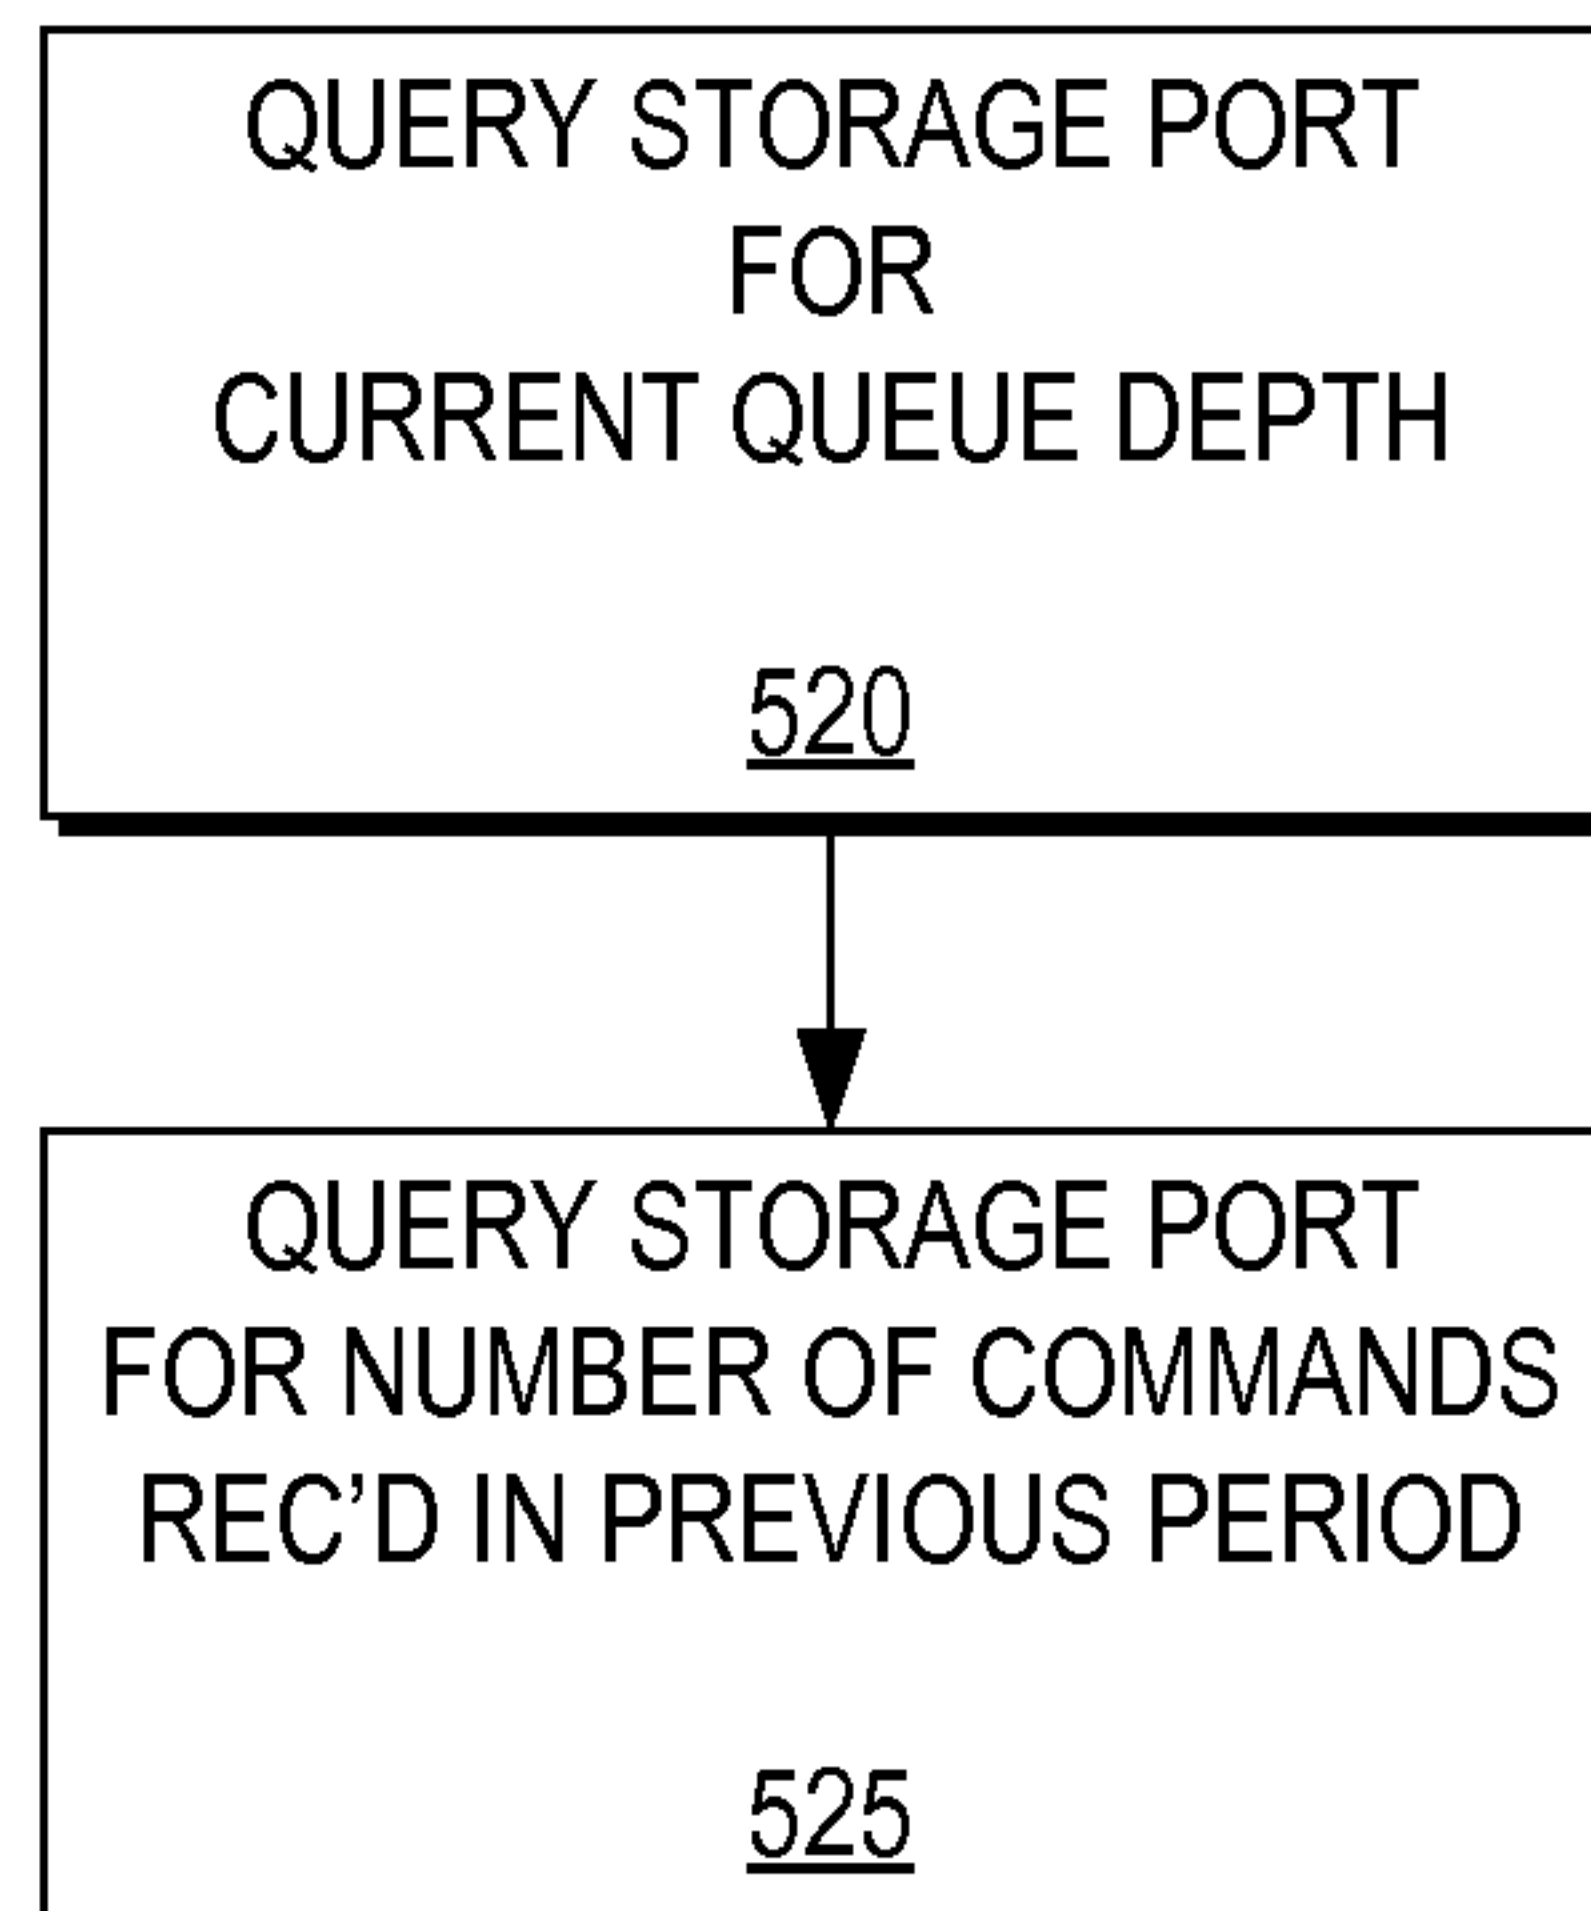 QUERY STORAGE PORT
FOR
CURRENT QUEUE DEPTH
520
QUERY STORAGE PORT
FOR NUMBER OF COMMANDS
REC’D IN PREVIOUS PERIOD
525